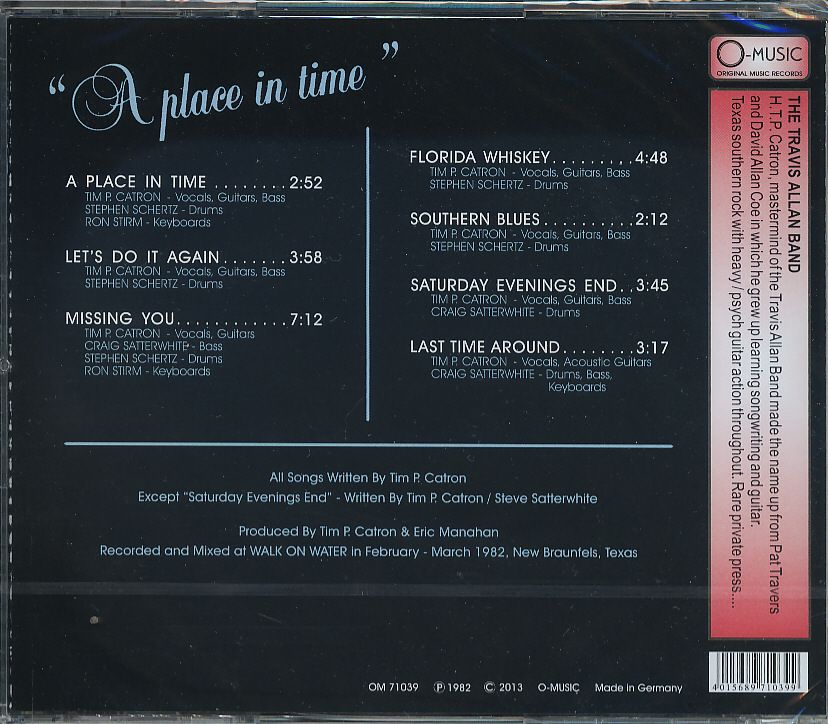 “A place in time”
A PLACE IN TIME ........2:52
TIM P. CATRON - Vocals, Guitars, Bass
STEPHEN SCHERTZ - Drums
RON STIRM - Keyboards
LET'S DO IT AGAIN.......3:58
TIM P. CATRON - Vocals, Guitars, Bass
STEPHEN SCHERTZ - Drums
MISSING YOU............7:12
TIM P. CATRON - Vocals, Guitars
CRAIG SATTERWHITE - Bass
STEPHEN SCHERTZ - Drums
RON STIRM - Keyboards
FLORIDA WHISKEY.........4:48
TIM P. CATRON - Vocals, Guitars, Bass
STEPHEN SCHERTZ - Drums
SOUTHERN BLUES..........2:12
TIM P. CATRON - Vocals, Guitars, Bass
STEPHEN SCHERTZ - Drums
SATURDAY EVENINGS END..3:45
TIM P. CATRON - Vocals, Guitars, Bass
CRAIG SATTERWHITE - Drums
LAST TIME AROUND........3:17
TIM P. CATRON - Vocals, Acoustic Guitars
CRAIG SATTERWHITE - Drums, Bass,
Keyboards
All Songs Written By Tim P. Catron
Except "Saturday Evenings End" - Written By Tim P. Catron / Steve Satterwhite
Produced By Tim P. Catron & Eric Manahan
Recorded and Mixed at WALK ON WATER in February - March 1982, New Braunfels, Texas
OM 71039 ℗ 1982 © 2013 O-MUSIC Made in Germany
O-MUSIC
ORIGINAL MUSIC RECORDS
THE TRAVIS ALLAN BAND
H.T.P. Catron, mastermind of the Travis Allan Band made the name up from Pat Travers
and David Allan Coe in which he grew up learning songwriting and guitar.
Texas southern rock with heavy / psych guitar action throughout. Rare private press....
4 015689 710399